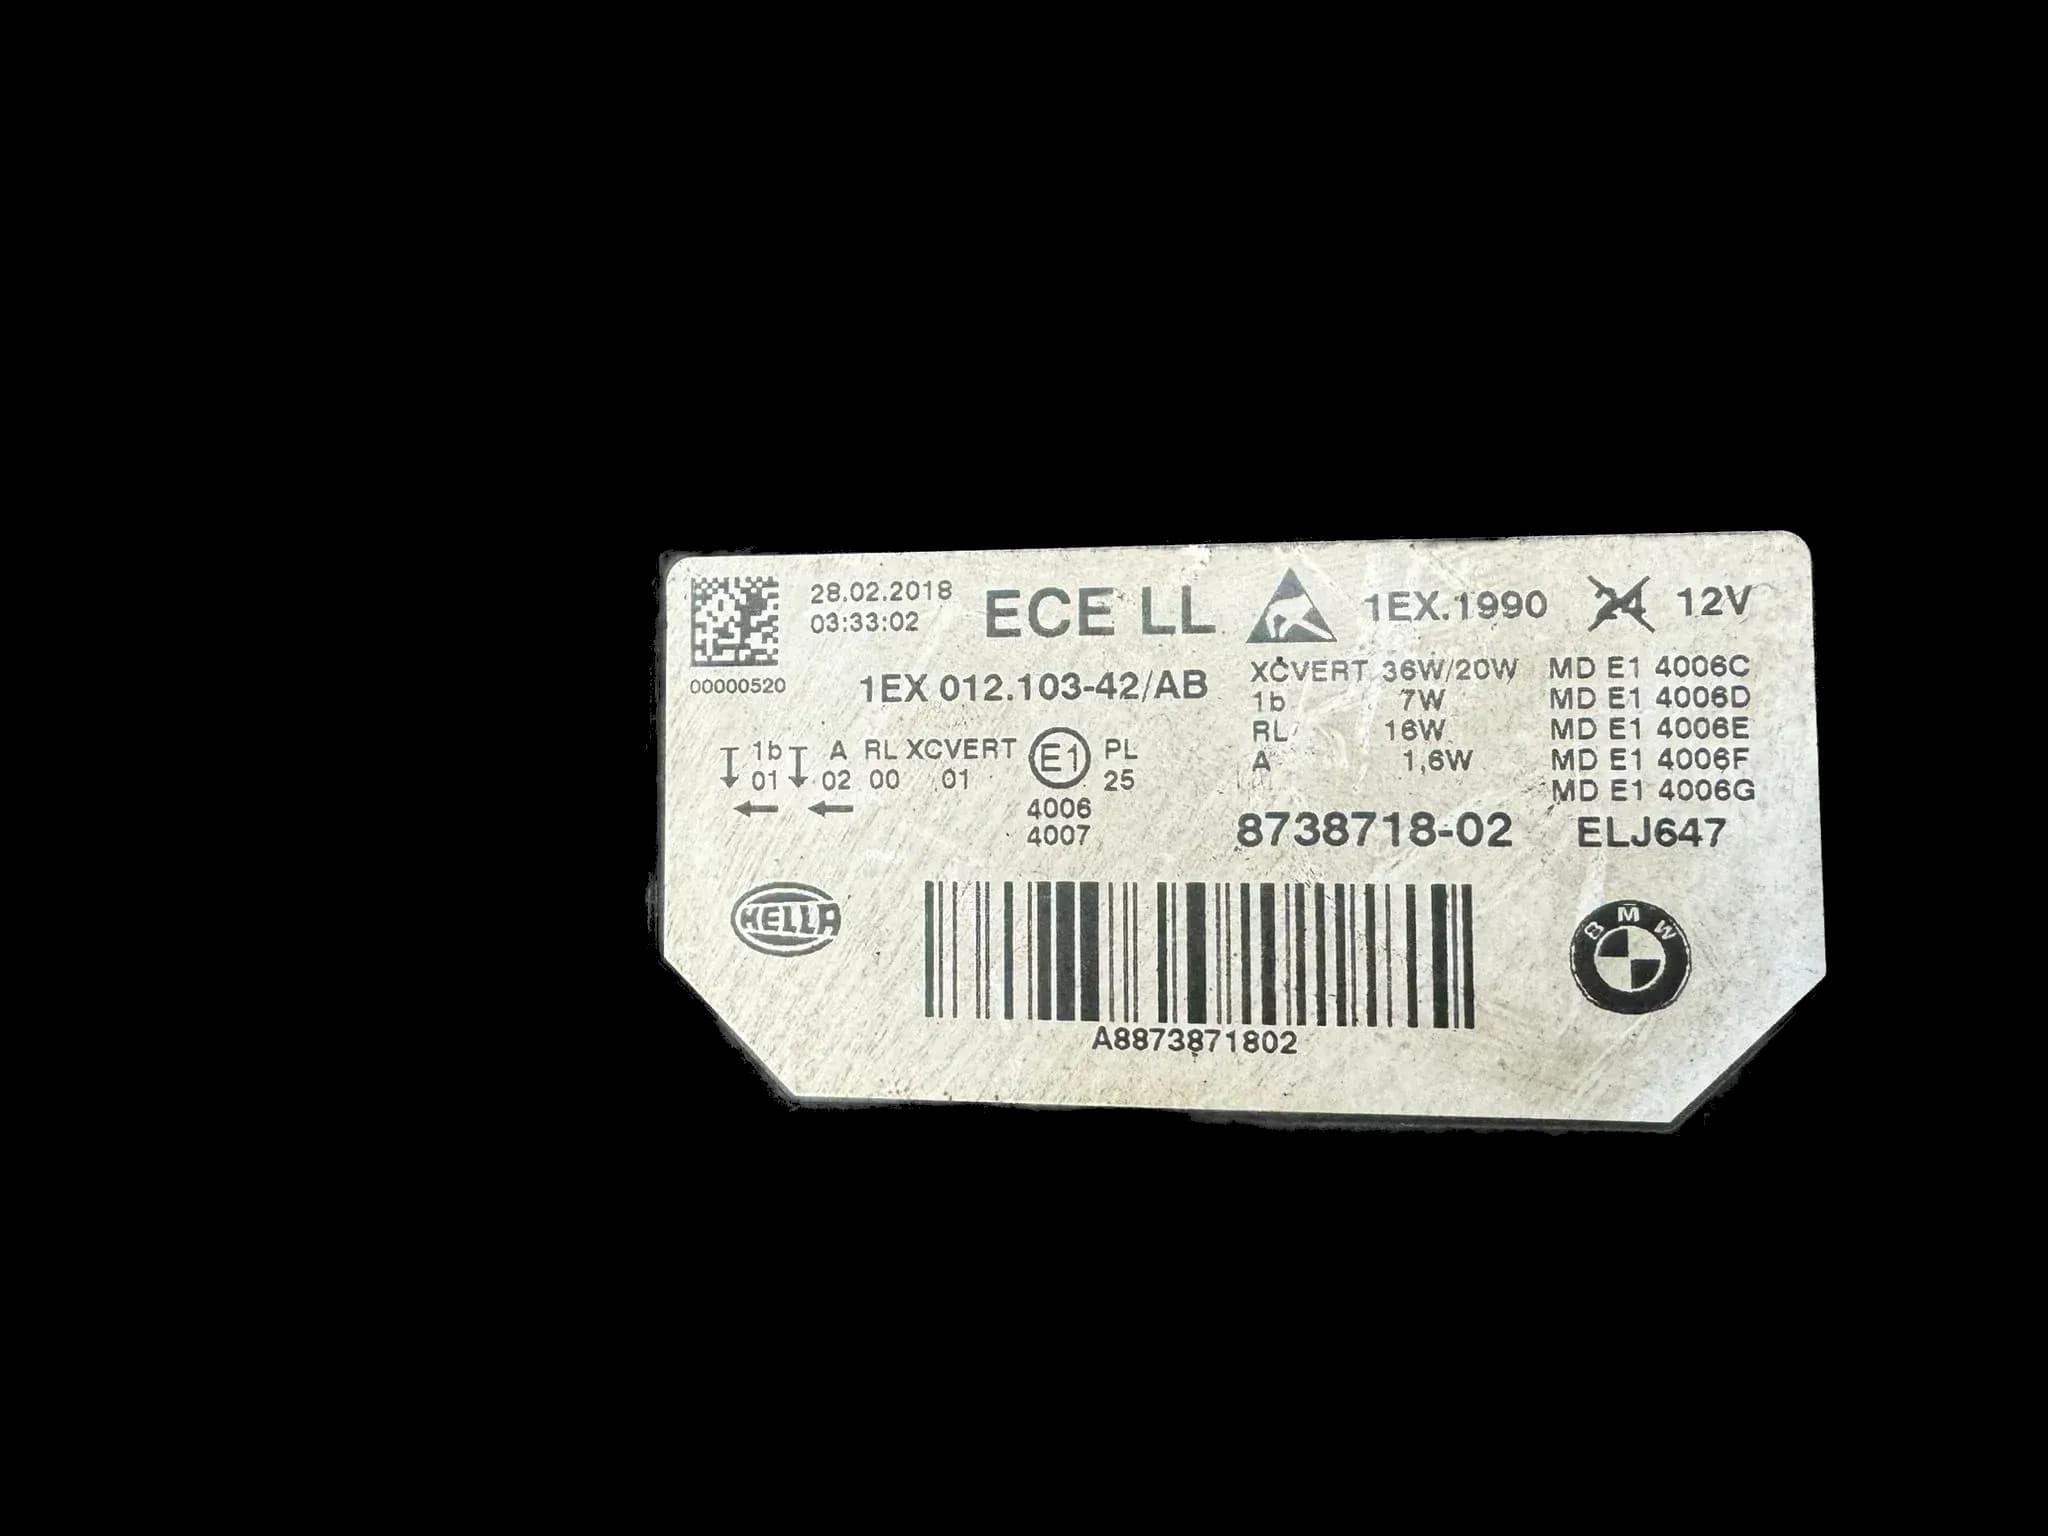 28.02.2018
03:33:02
ECE LL
1EX.1990
24 12V
00000520
1EX 012.103-42/AB
XCVERT 36W/20W MD E1 4006C
1b 7W MD E1 4006D
RL 16W MD E1 4006E
A 1,6W MD E1 4006F
MD E1 4006G
1b A RL XCVERT E1 PL
01 02 00 01 25
4006
4007
8738718-02 ELJ647
HELLA
BMW
A8873871802